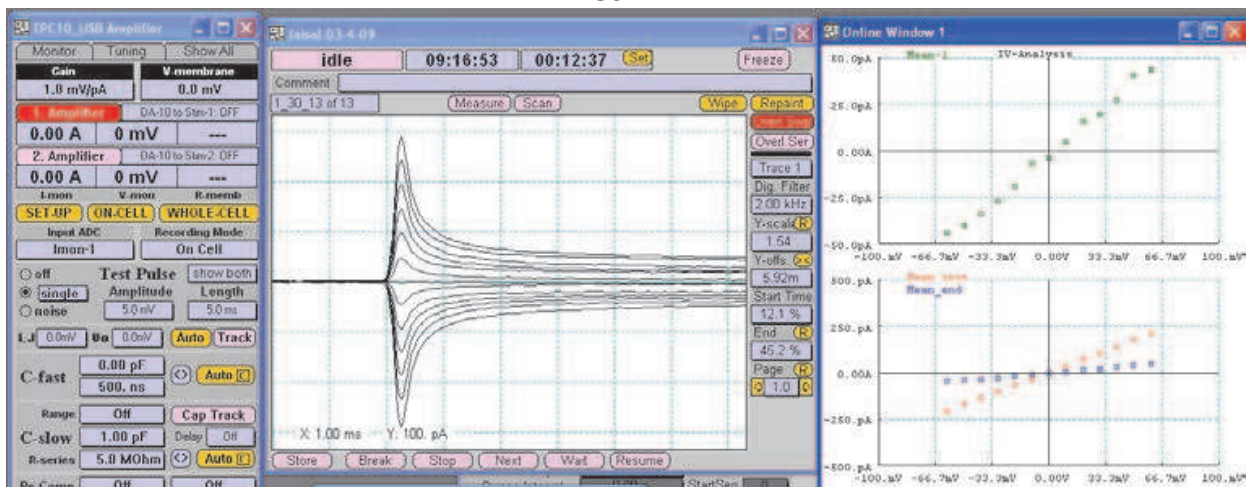 EPC10_USB Amplifier
Monitor Tuning Show All
Gain V-membrane
1.0 mV/pA 0.0 mV
1. Amplifier DA-10 to Stim-1: OFF
0.00 A 0 mV ---
2. Amplifier DA-10 to Stim-2: OFF
0.00 A 0 mV ---
I-mon V-mon R-memb
SET-UP ON-CELL WHOLE-CELL
Input ADC Recording Mode
Imon-1 On Cell
off Test Pulse show both
single Amplitude Length
noise 5.0 mV 5.0 ms
LJ 0.0mV 0.0mV Auto Track
C-fast 0.00 pF <> Auto C
500. ns
Range Off Cap Track
C-slow 1.00 pF Delay Off
R-series 5.0 MOhm <> Auto C
Rs Comp Off Off
faisal 03-4-09
idle 09:16:53 00:12:37 Set Freeze
Comment
1_30_13 of 13 Measure Scan Wipe Repaint
Overl Ser
Trace 1
Dig. Filter
2.00 kHz
Y-scale R
1.54
Y-offs. ><
5.92m
Start Time
12.1 %
End R
45.2 %
Page R
1.0
X: 1.00 ms Y: 100. pA
Store Break Stop Next Wait Resume
StartSeg 0
Online Window 1
Mean-1 IV-Analysis
50.0pA
25.0pA
0.00A
-25.0pA
-50.0pA
-100.mV -66.7mV -33.3mV 0.00V 33.3mV 66.7mV 100.mV
500.pA
Mean_end
250.pA
0.00A
-250.pA
-500.pA
-100.mV -66.7mV -33.3mV 0.00V 33.3mV 66.7mV 100.mV